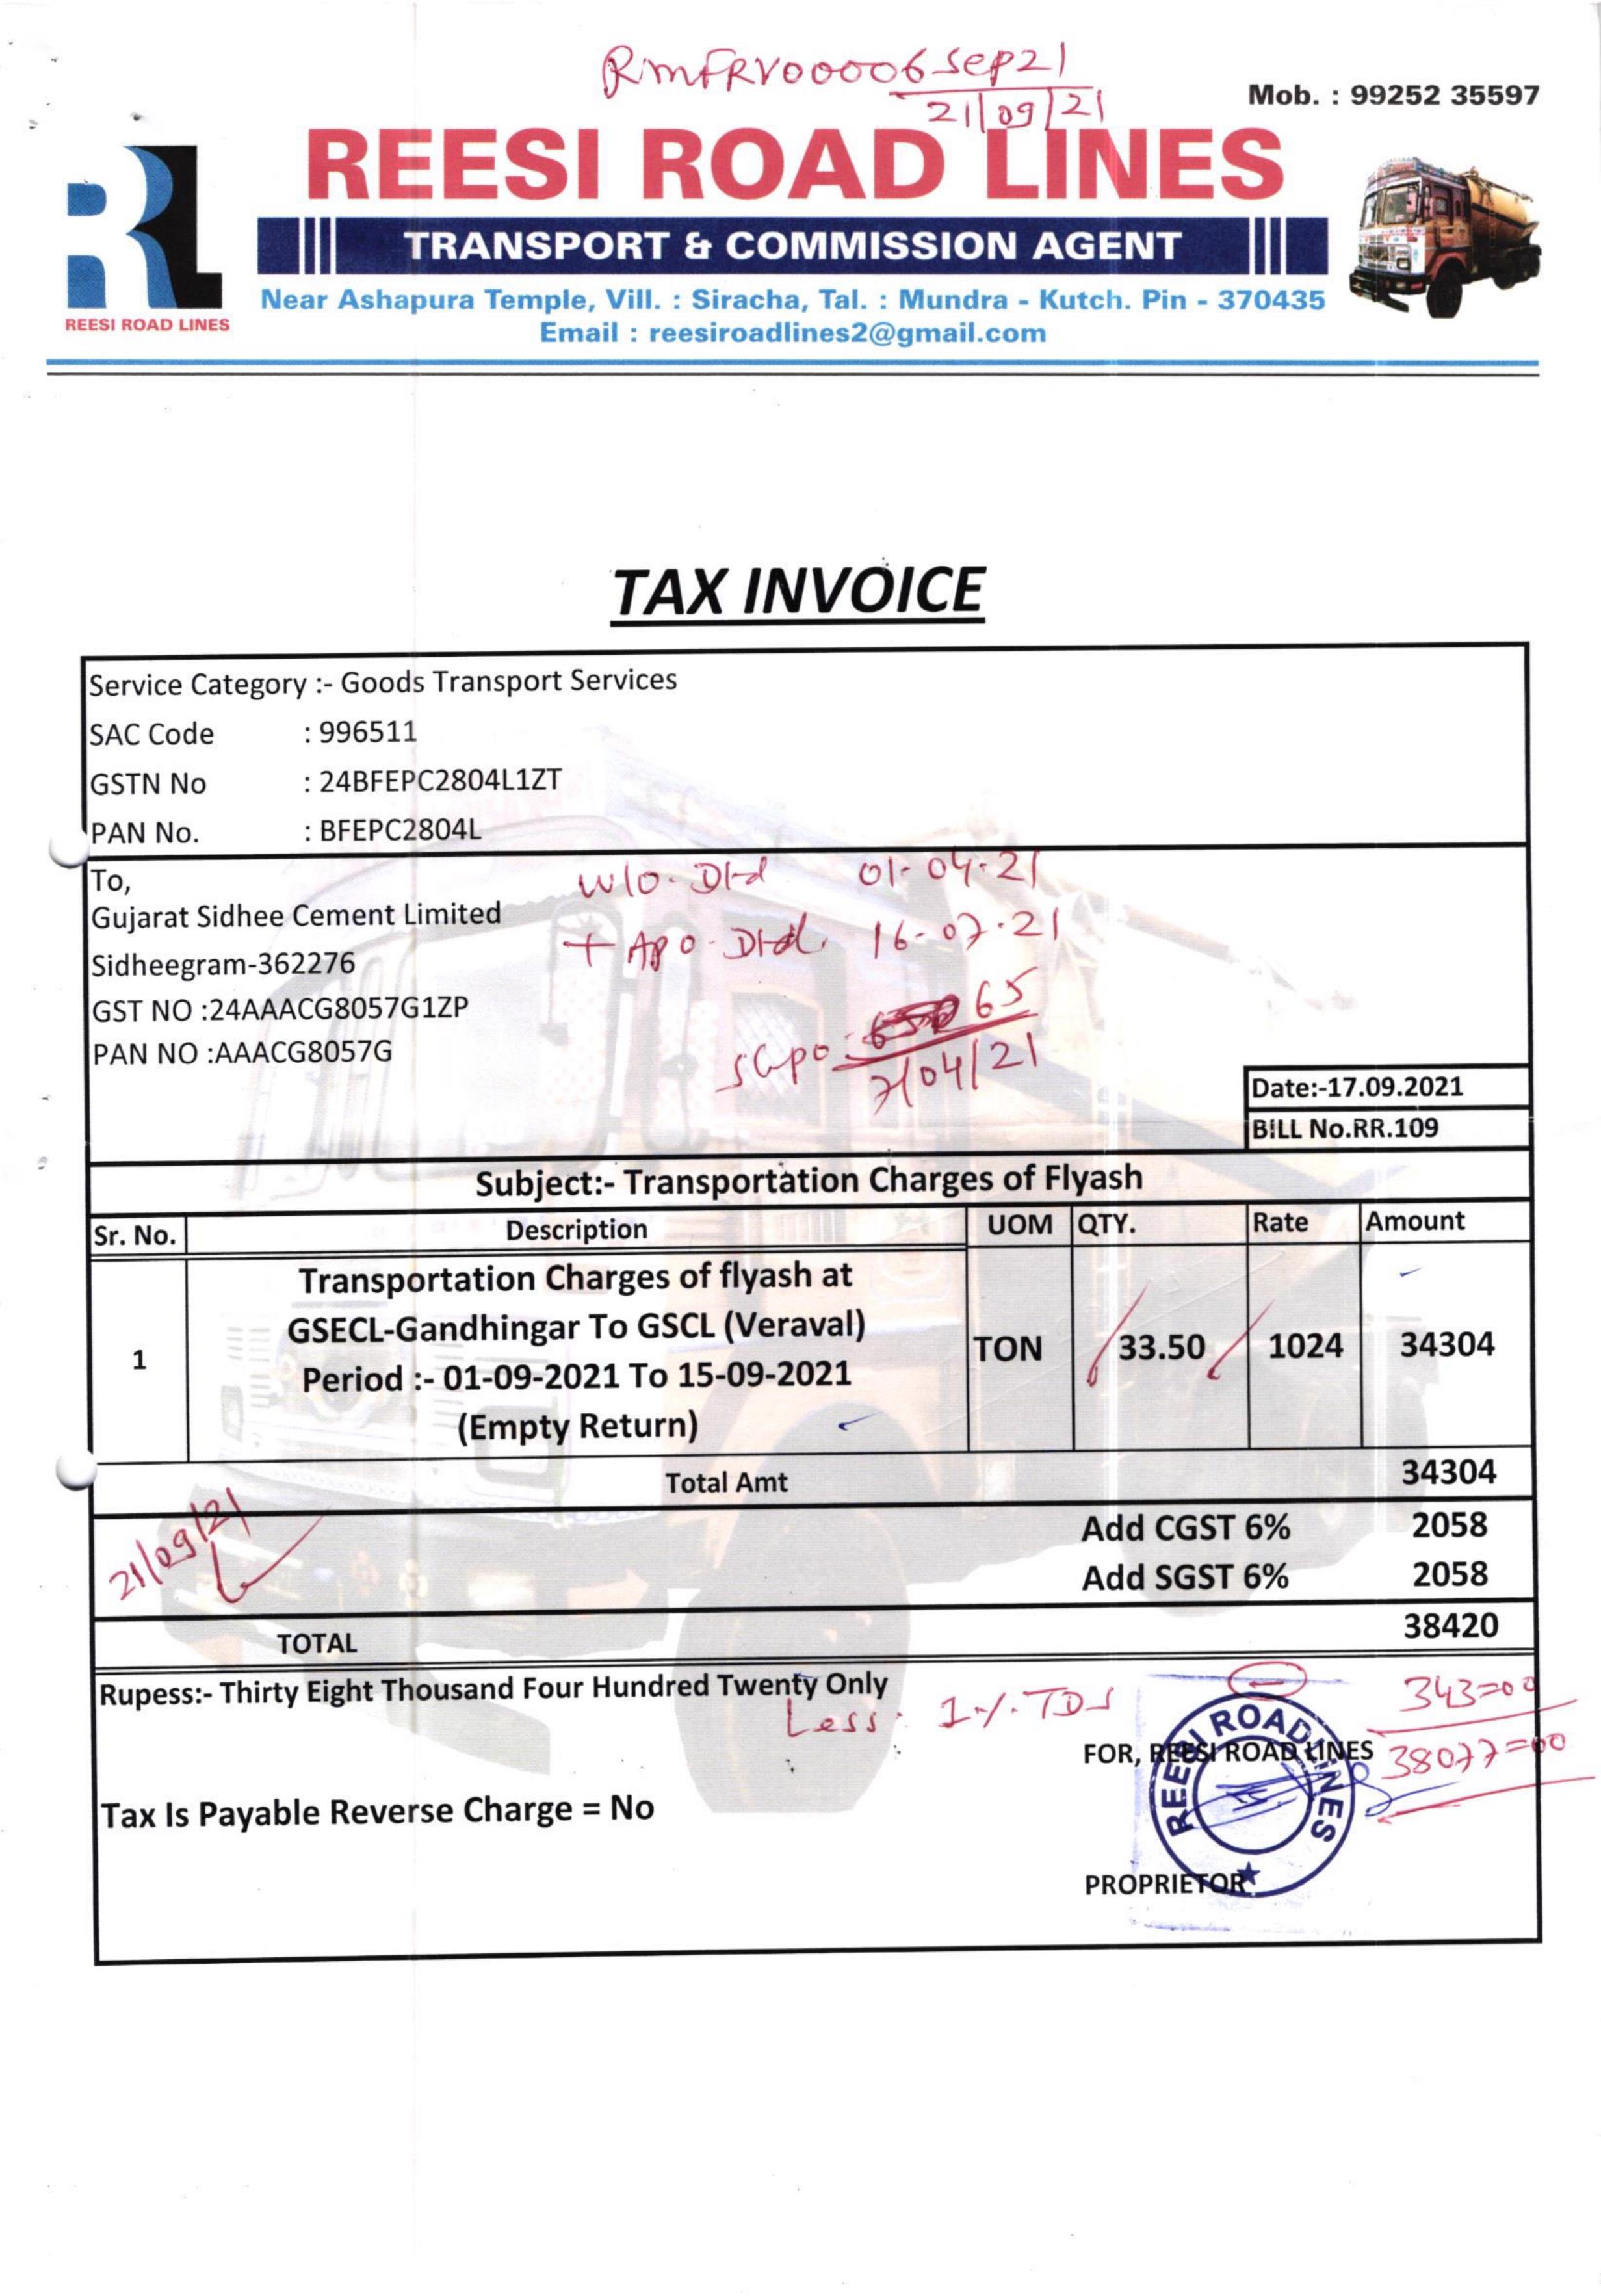 RmFRV00006Sep21
21/09/21
Mob. : 99252 35597
REESI ROAD LINES
TRANSPORT & COMMISSION AGENT
REESI ROAD LINES
Near Ashapura Temple, Vill. : Siracha, Tal. : Mundra - Kutch. Pin - 370435
Email : reesiroadlines2@gmail.com
TAX INVOICE
Service Category :- Goods Transport Services
SAC Code : 996511
GSTN No : 24BFEPC2804L1ZT
PAN No. : BFEPC2804L
To,
Gujarat Sidhee Cement Limited
Sidheegram-362276
GST NO :24AAACG8057G1ZP
PAN NO :AAACG8057G
W/o. Dtd 01-04-21
+ Apo. Dtd. 16-07-21
65
7/04/21
Date:-17.09.2021
BILL No.RR.109
Subject:- Transportation Charges of Flyash
Sr. No. Description UOM QTY. Rate Amount
1 Transportation Charges of flyash at
GSECL-Gandhingar To GSCL (Veraval)
Period :- 01-09-2021 To 15-09-2021
(Empty Return)
TON 33.50 1024 34304
Total Amt 34304
21/09/21
Add CGST 6% 2058
Add SGST 6% 2058
TOTAL 38420
Rupess:- Thirty Eight Thousand Four Hundred Twenty Only
Less. 1%. TDS 343=00
38077=00
FOR, REESI ROAD LINES
REESI ROAD LINES
Tax Is Payable Reverse Charge = No
PROPRIETOR